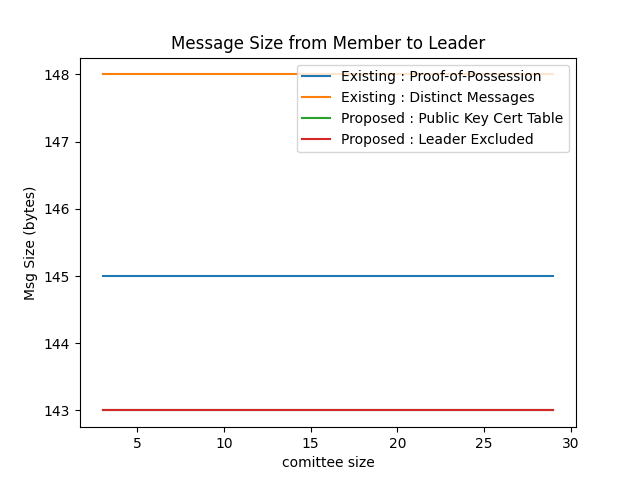 Message Size from Member to Leader
Existing : Proof-of-Possession
Existing : Distinct Messages
Proposed : Public Key Cert Table
Proposed : Leader Excluded
Msg Size (bytes)
148
147
146
145
144
143
5 10 15 20 25 30
comittee size